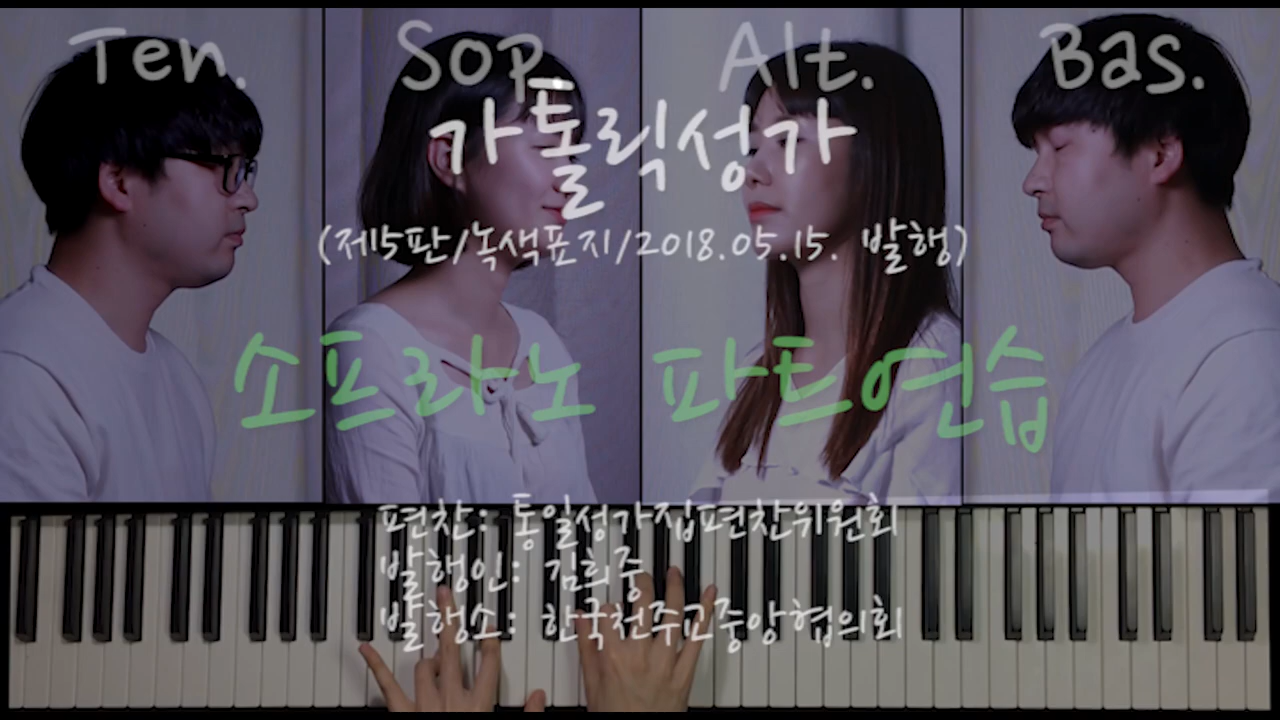 Ten. Sop. Alt. Bas.
가톨릭성가
(제5판/녹색표지/2018.05.15. 발행)
소프라노 파트연습
편찬: 통일성가집편찬위원회
발행인: 김희중
발행소: 한국천주교중앙협의회